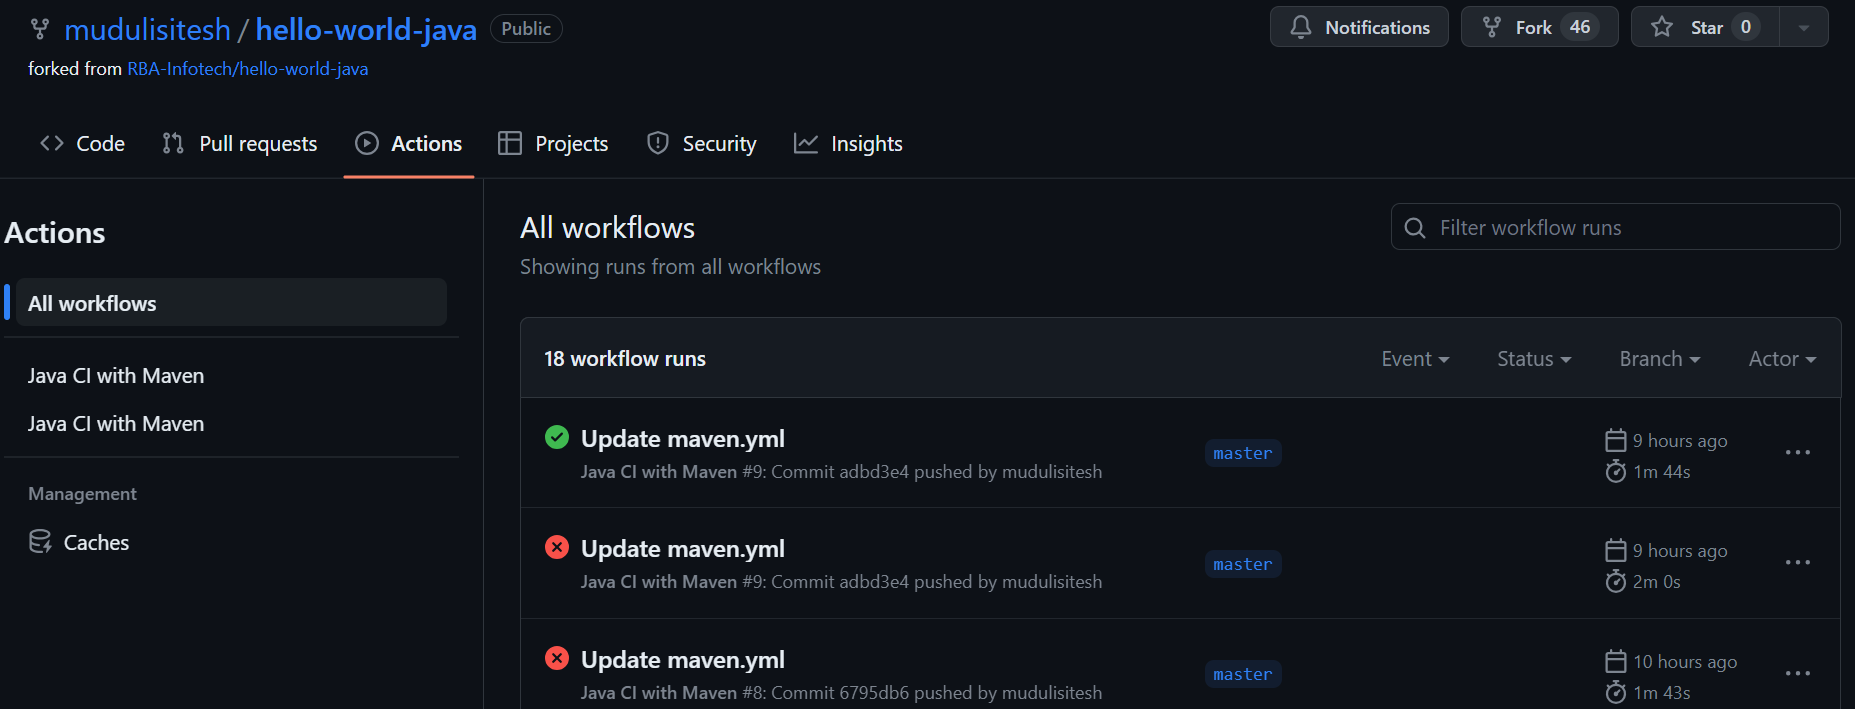 mudulisitesh / hello-world-java Public
Notifications
Fork 46
Star 0
forked from RBA-Infotech/hello-world-java
Code
Pull requests
Actions
Projects
Security
Insights
Actions
All workflows
Java CI with Maven
Java CI with Maven
Management
Caches
All workflows
Showing runs from all workflows
Filter workflow runs
18 workflow runs
Event
Status
Branch
Actor
Update maven.yml
Java CI with Maven #9: Commit adbd3e4 pushed by mudulisitesh
master
9 hours ago
1m 44s
Update maven.yml
Java CI with Maven #9: Commit adbd3e4 pushed by mudulisitesh
master
9 hours ago
2m 0s
Update maven.yml
Java CI with Maven #8: Commit 6795db6 pushed by mudulisitesh
master
10 hours ago
1m 43s